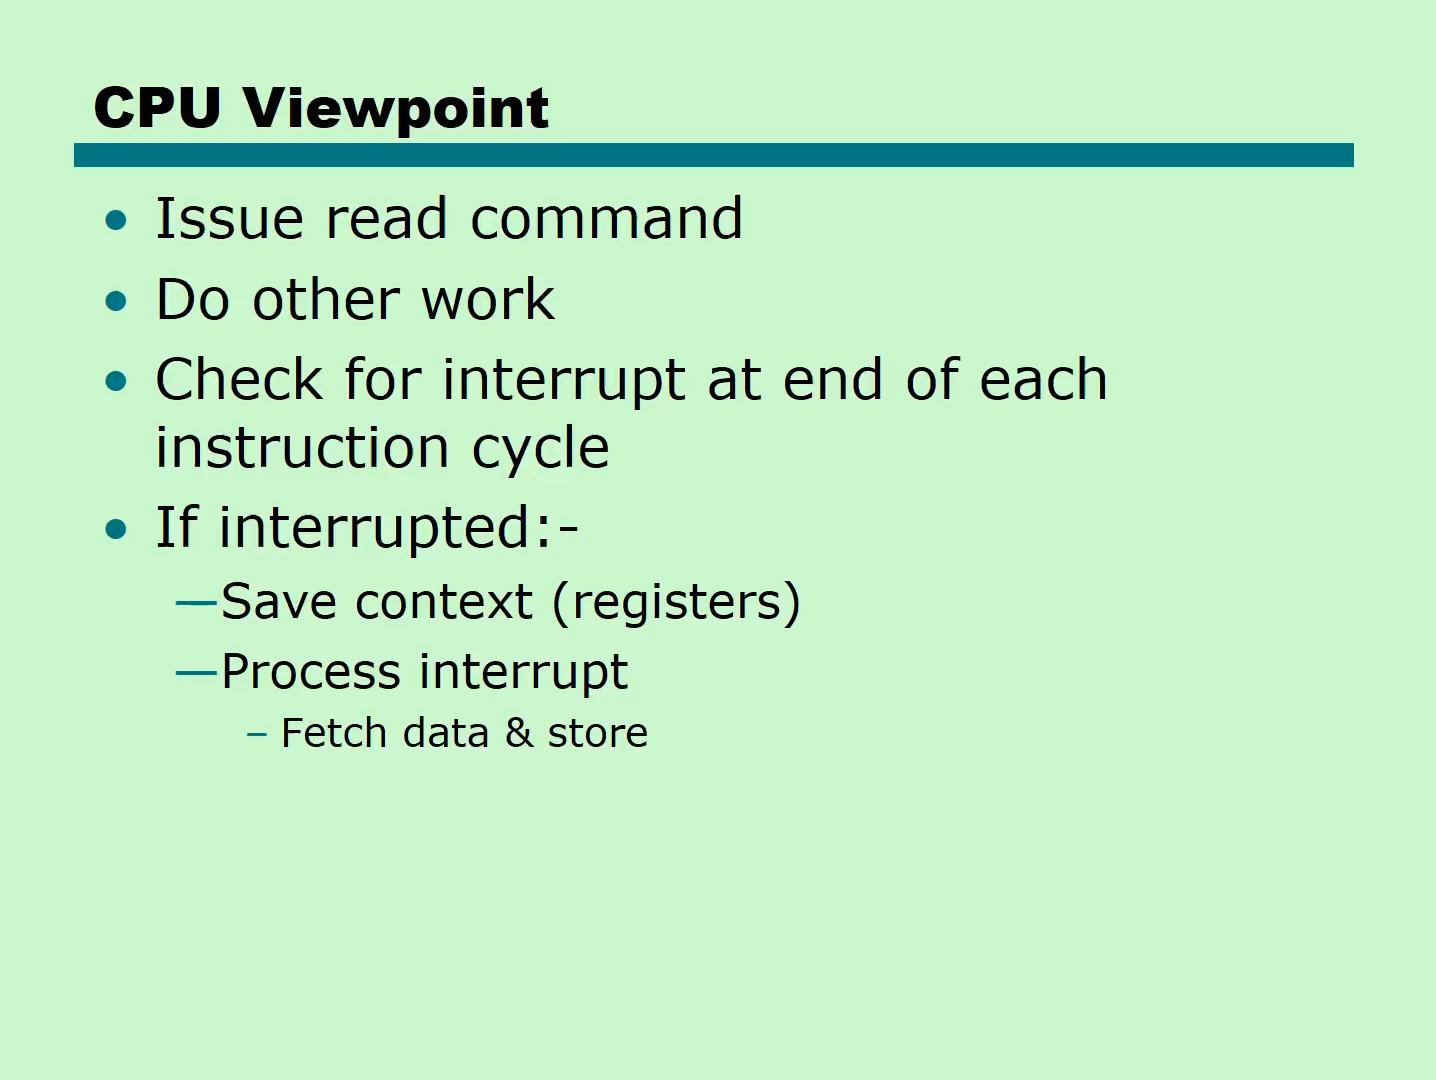 CPU Viewpoint
• Issue read command
• Do other work
• Check for interrupt at end of each
instruction cycle
• If interrupted:-
—Save context (registers)
—Process interrupt
– Fetch data & store